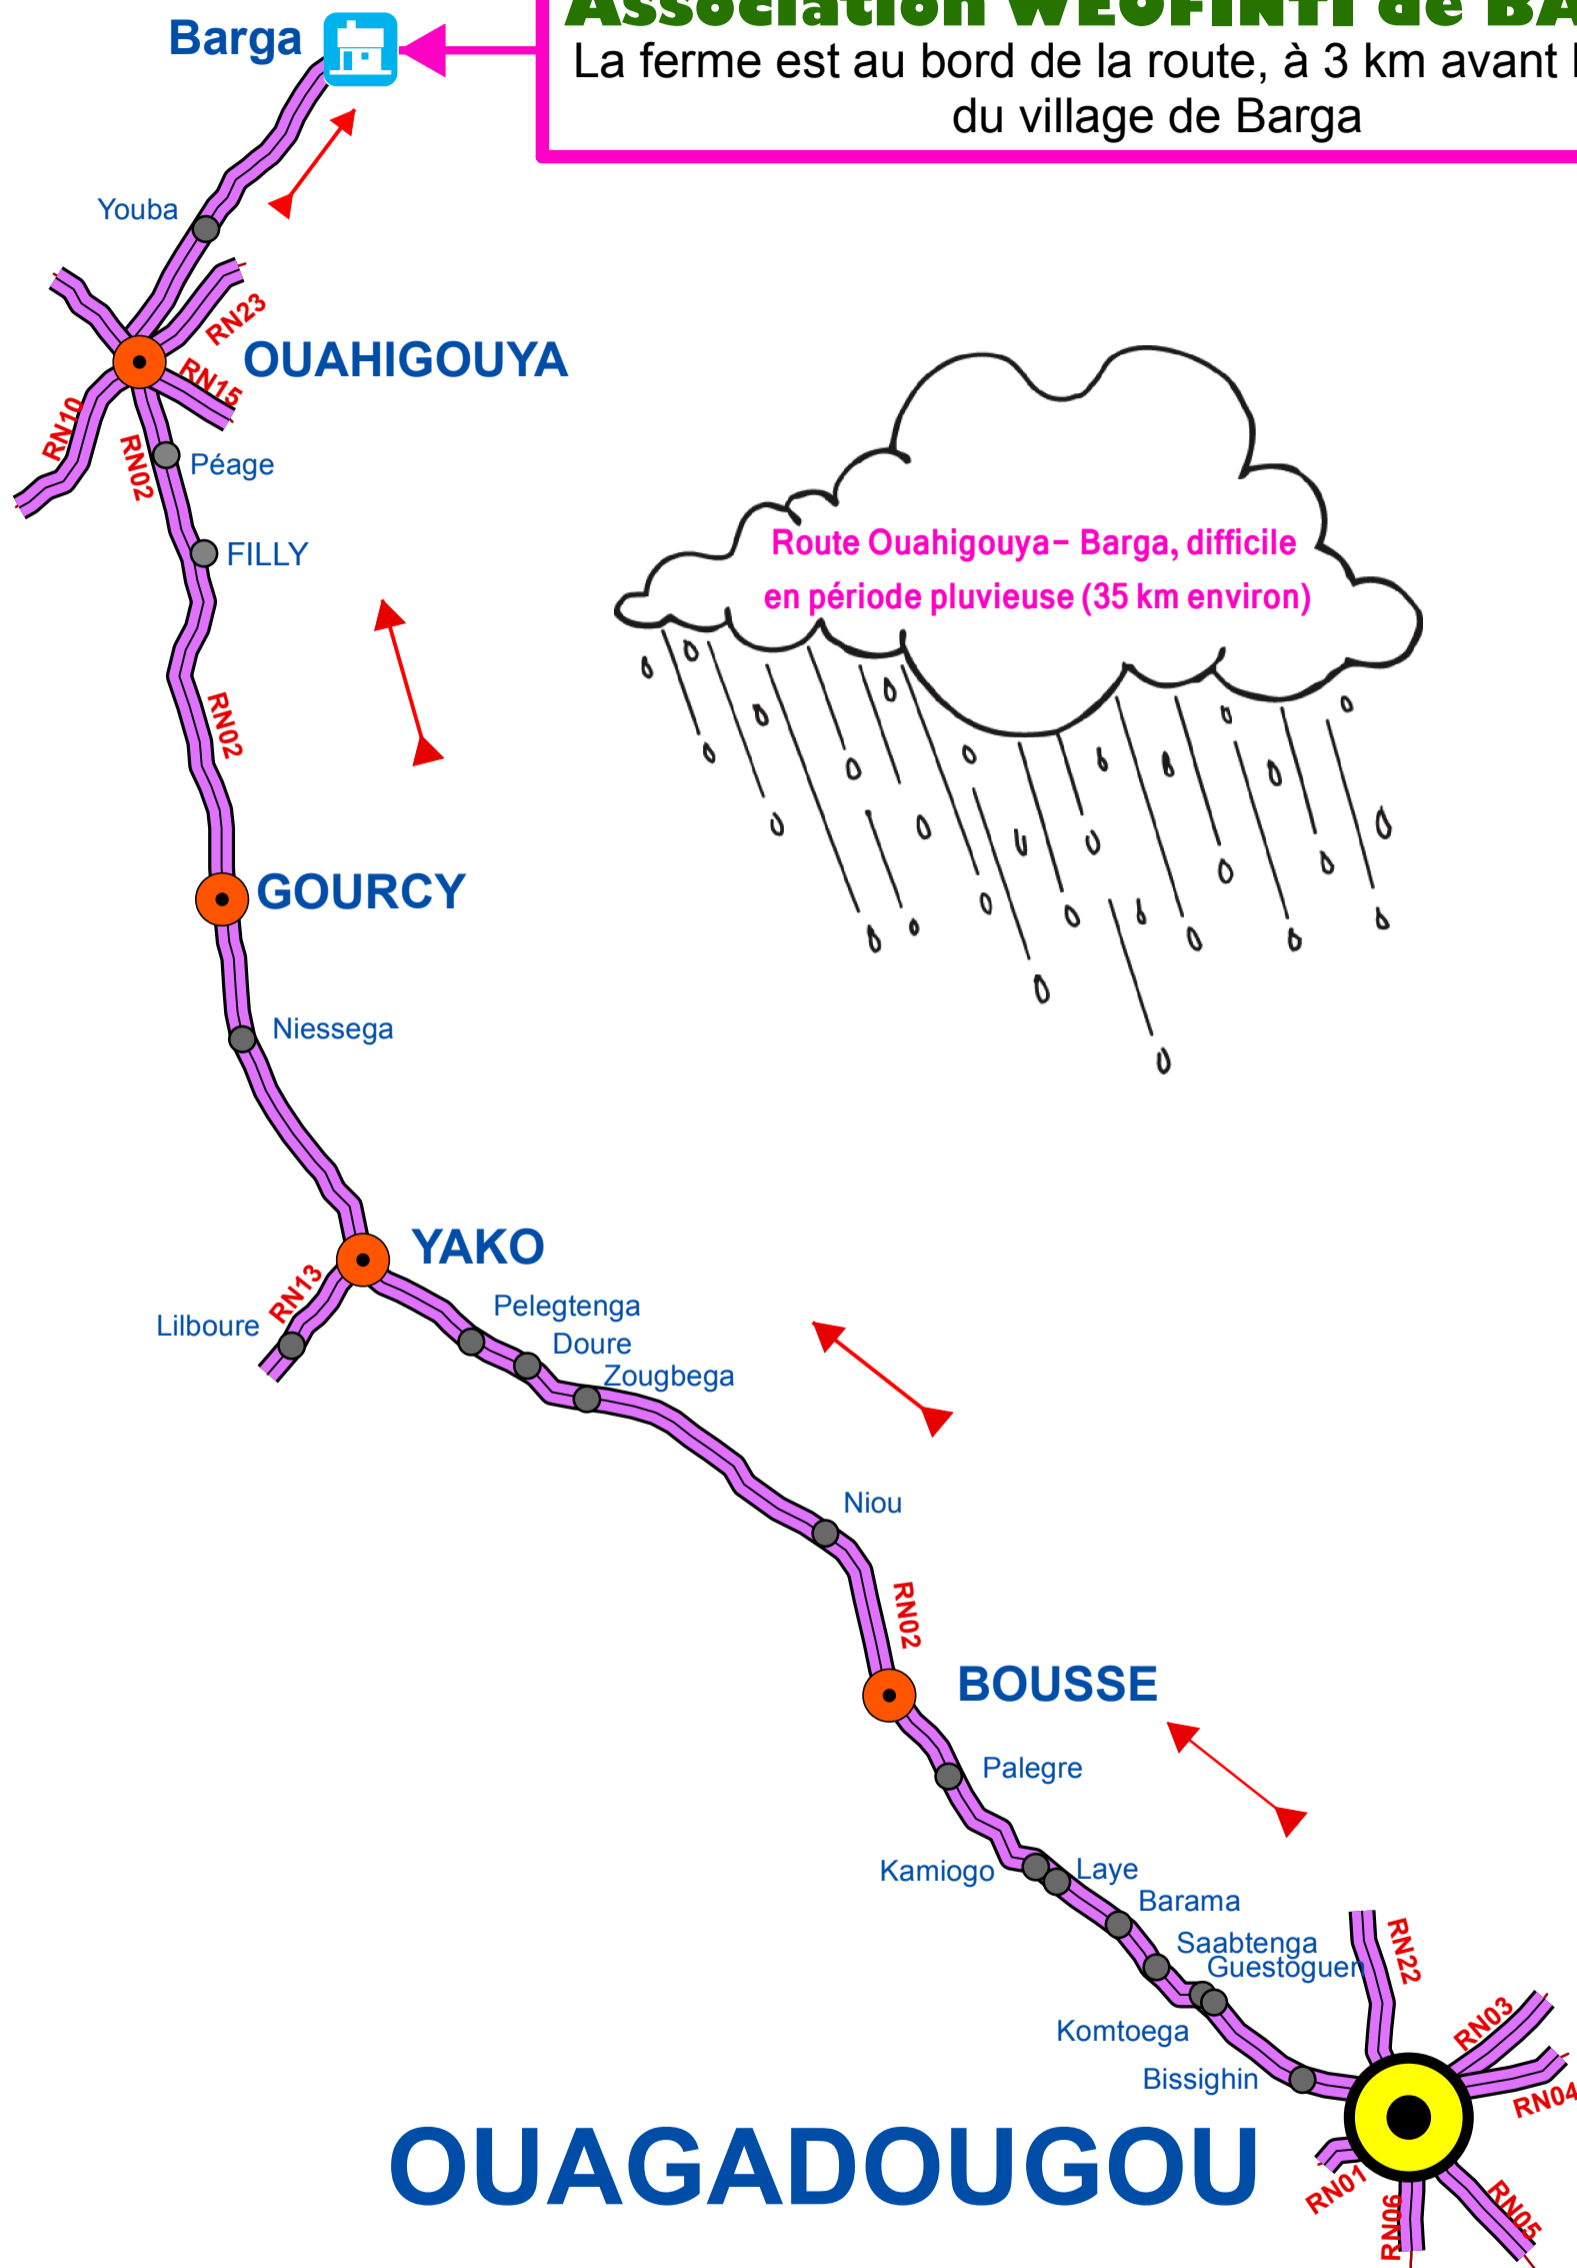 Association WEOFINTI de
La ferme est au bord de la route, à 3 km avant
du village de Barga
Barga
Youba
RN23
OUAHIGOUYA
RN15
RN10
RN02
Péage
FILLY
Route Ouahigouya- Barga, difficile
en période pluvieuse (35 km environ)
RN02
GOURCY
Niessega
YAKO
RN13
Lilboure
Pelegtenga
Doure
Zougbega
Niou
RN02
BOUSSE
Palegre
Kamiogo
Laye
Barama
Saabtenga
Guestoguen
Komtoega
Bissighin
RN22
RN03
RN04
OUAGADOUGOU
RN01
RN06
RN05